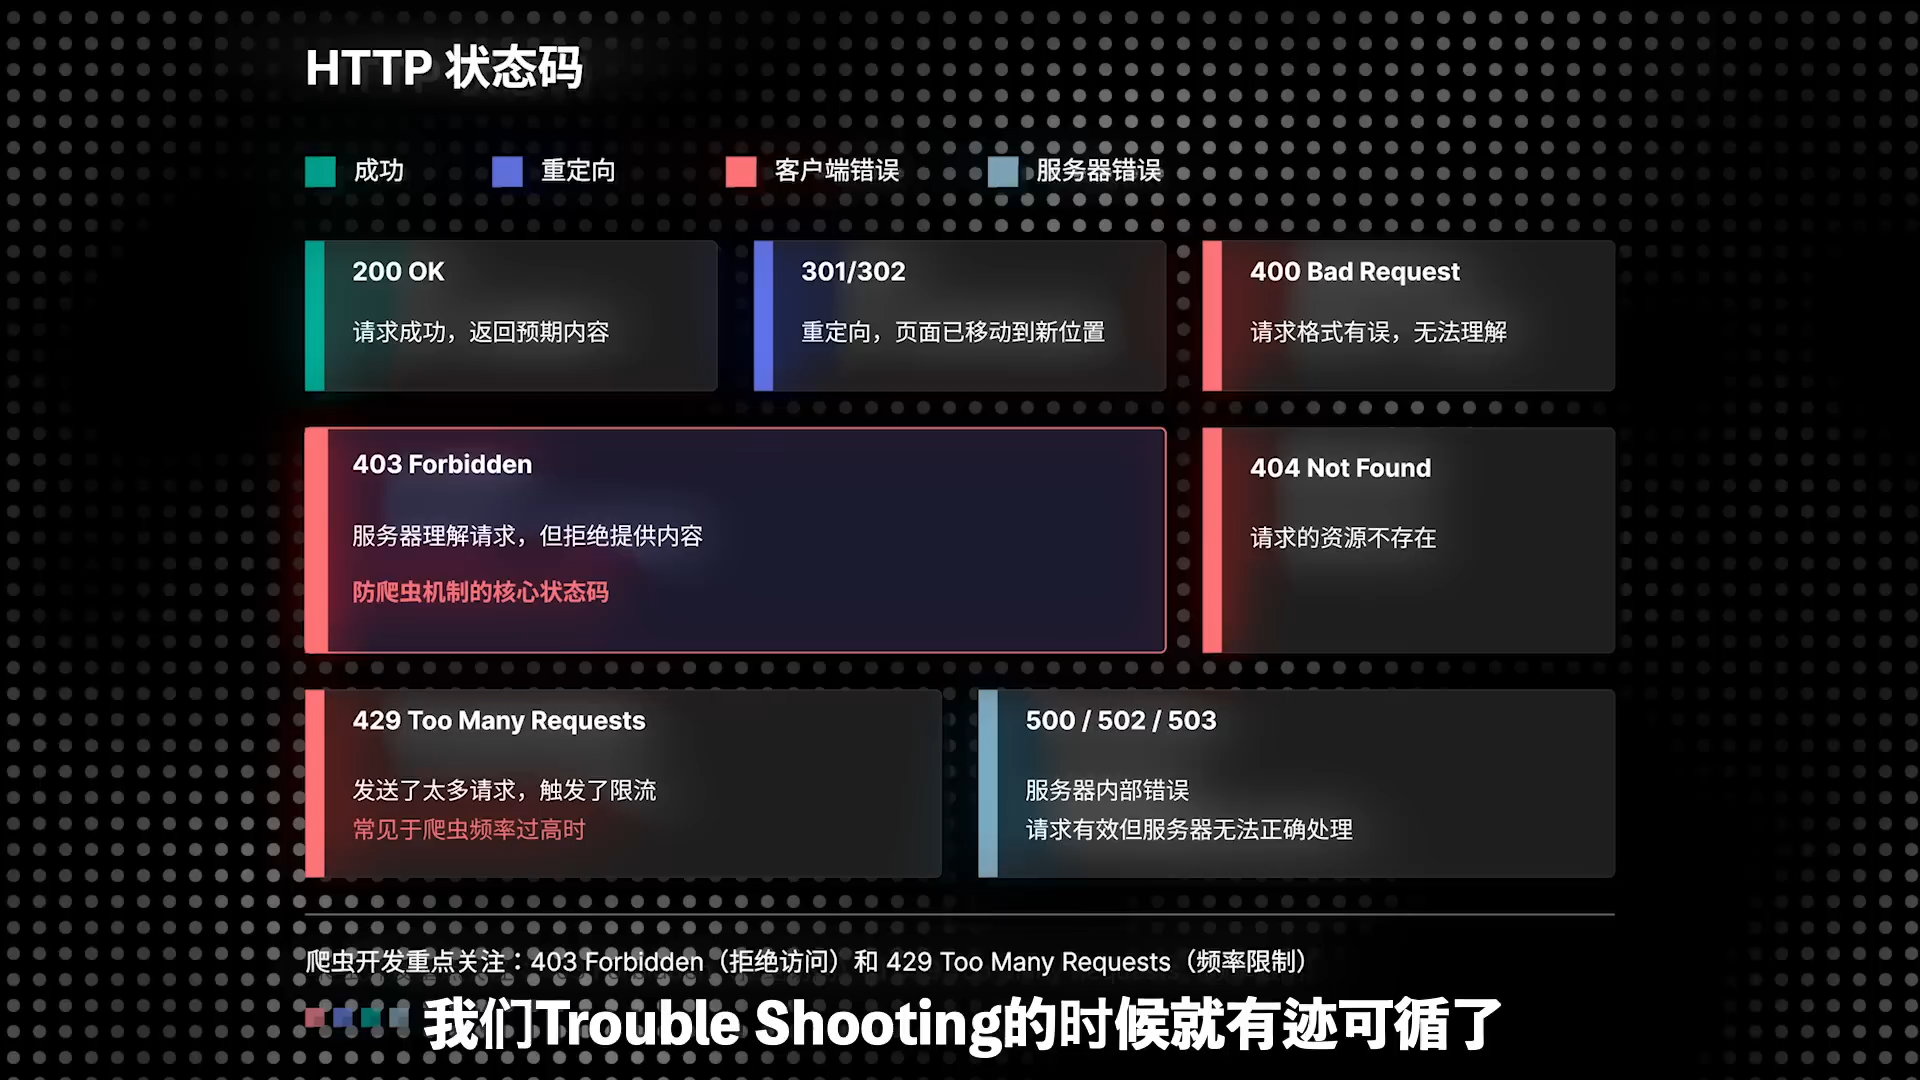 HTTP 状态码
成功
重定向
客户端错误
服务器错误
200 OK
请求成功，返回预期内容
301/302
重定向，页面已移动到新位置
400 Bad Request
请求格式有误，无法理解
403 Forbidden
服务器理解请求，但拒绝提供内容
防爬虫机制的核心状态码
404 Not Found
请求的资源不存在
429 Too Many Requests
发送了太多请求，触发了限流
常见于爬虫频率过高时
500 / 502 / 503
服务器内部错误
请求有效但服务器无法正确处理
爬虫开发重点关注：403 Forbidden（拒绝访问）和 429 Too Many Requests（频率限制）
我们Trouble Shooting的时候就有迹可循了